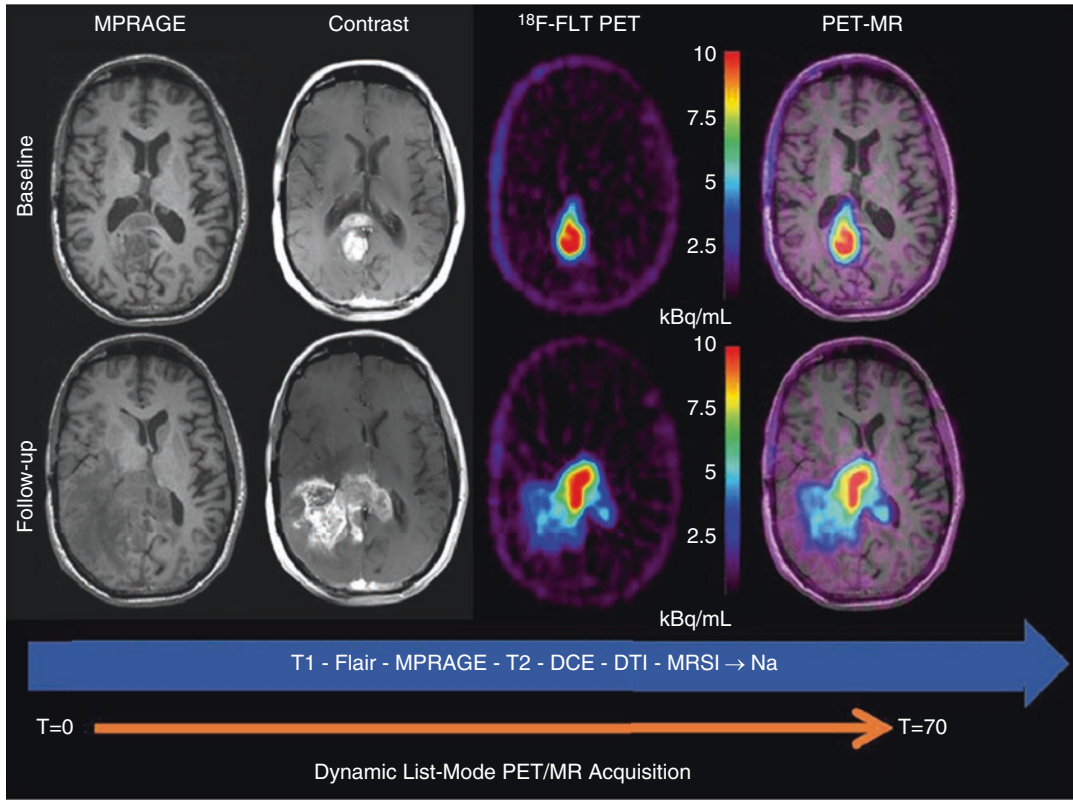 MPRAGE
Contrast
¹⁸F-FLT PET
PET-MR
Baseline
10
7.5
5
2.5
kBq/mL
Follow-up
10
7.5
5
2.5
kBq/mL
T1 - Flair - MPRAGE - T2 - DCE - DTI - MRSI → Na
T=0
T=70
Dynamic List-Mode PET/MR Acquisition